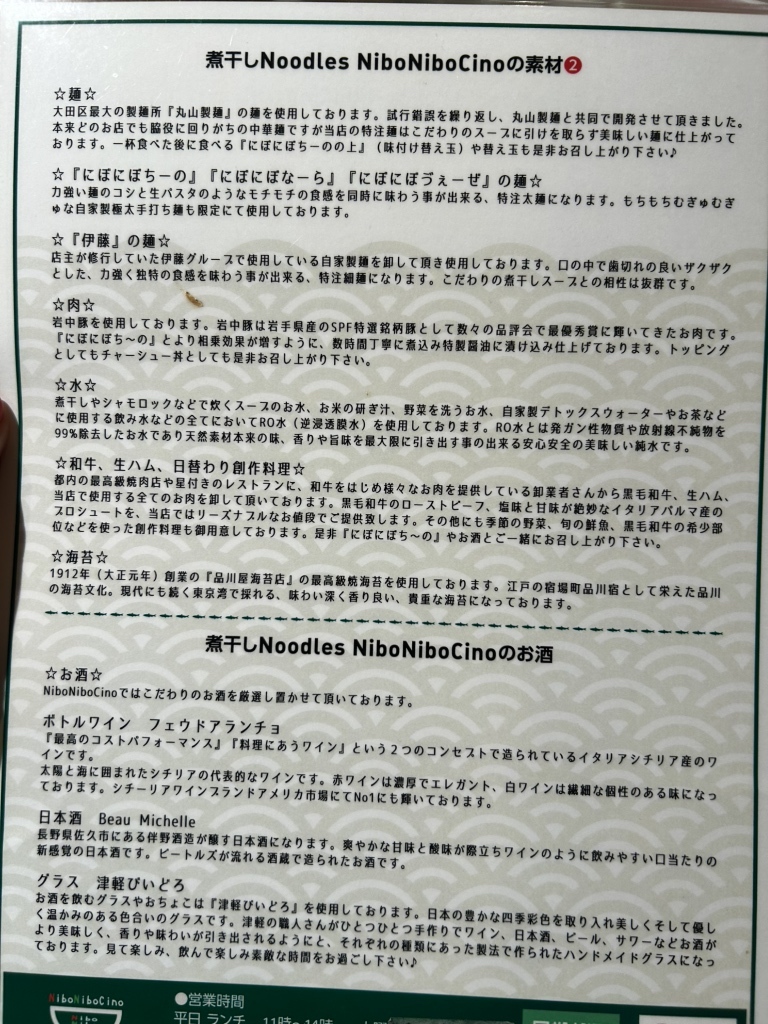 煮干しNoodles NiboNiboCinoの素材❷
☆麺☆
大田区最大の製麺所『丸山製麺』の麺を使用しております。試行錯誤を繰り返し、丸山製麺と共同で開発させて頂きました。
本来どのお店でも脇役に回りがちの中華麺ですが当店の特注麺はこだわりのスープに引けを取らず美味しい麺に仕上がって
おります。一杯食べた後に食べる『にぼにぼちーのの上』（味付け替え玉）や替え玉も是非お召し上がり下さい♪
☆『にぼにぼちーの』『にぼにぼなーら』『にぼにぼゔぇーぜ』の麺☆
力強い麺のコシと生パスタのようなモチモチの食感を同時に味わう事が出来る、特注太麺になります。もちもちむぎゅむぎ
ゅな自家製極太手打ち麺も限定にて使用しております。
☆『伊藤』の麺☆
店主が修行していた伊藤グループで使用している自家製麺を卸して頂き使用しております。口の中で歯切れの良いザクザク
とした、力強く独特の食感を味わう事が出来る、特注細麺になります。こだわりの煮干しスープとの相性は抜群です。
☆肉☆
岩中豚を使用しております。岩中豚は岩手県産のSPF特選銘柄豚として数々の品評会で最優秀賞に輝いてきたお肉です。
『にぼにぼち〜の』とより相乗効果が増すように、数時間丁寧に煮込み特製醤油に漬け込み仕上げております。トッピング
としてもチャーシュー丼としても是非お召し上がり下さい。
☆水☆
煮干しやシャモロックなどで炊くスープのお水、お米の研ぎ汁、野菜を洗うお水、自家製デトックスウォーターやお茶など
に使用する飲み水などの全てにおいてRO水（逆浸透膜水）を使用しております。RO水とは発ガン性物質や放射線不純物を
99%除去したお水であり天然素材本来の味、香りや旨味を最大限に引き出す事の出来る安心安全の美味しい純水です。
☆和牛、生ハム、日替わり創作料理☆
都内の最高級焼肉店や星付きのレストランに、和牛をはじめ様々なお肉を提供している卸業者さんから黒毛和牛、生ハム、
当店で使用する全てのお肉を卸して頂いております。黒毛和牛のローストビーフ、塩味と甘味が絶妙なイタリアパルマ産の
プロシュートを、当店ではリーズナブルなお値段でご提供致します。その他にも季節の野菜、旬の鮮魚、黒毛和牛の希少部
位などを使った創作料理も御用意しております。是非『にぼにぼち〜の』やお酒とご一緒にお召し上がり下さい。
☆海苔☆
1912年（大正元年）創業の『品川屋海苔店』の最高級焼海苔を使用しております。江戸の宿場町品川宿として栄えた品川
の海苔文化。現代にも続く東京湾で採れる、味わい深く香り良い、貴重な海苔になっております。
煮干しNoodles NiboNiboCinoのお酒
☆お酒☆
NiboNiboCinoではこだわりのお酒を厳選し置かせて頂いております。
ボトルワイン　フェウドアランチョ
『最高のコストパフォーマンス』『料理にあうワイン』という２つのコンセプトで造られているイタリアシチリア産のワ
インです。
太陽と海に囲まれたシチリアの代表的なワインです。赤ワインは濃厚でエレガント、白ワインは繊細な個性のある味になっ
ております。シチーリアワインブランドアメリカ市場にてNo1にも輝いております。
日本酒　Beau Michelle
長野県佐久市にある伴野酒造が醸す日本酒になります。爽やかな甘味と酸味が際立ちワインのように飲みやすい口当たりの
新感覚の日本酒です。ビートルズが流れる酒蔵で造られたお酒です。
グラス　津軽びいどろ
お酒を飲むグラスやおちょこは『津軽びいどろ』を使用しております。日本の豊かな四季彩色を取り入れ美しくそして優し
く温かみのある色合いのグラスです。津軽の職人さんがひとつひとつ手作りでワイン、日本酒、ビール、サワーなどお酒が
より美味しく、香りや味わいが引き出されるようにと、それぞれの種類にあった製法で作られたハンドメイドグラスになっ
ております。見て楽しみ、飲んで楽しみ素敵な時間をお過ごし下さい♪
NiboNiboCino
●営業時間
平日 ランチ　11時〜14時